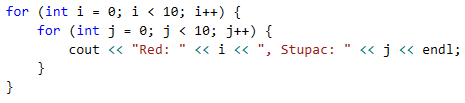 for (int i = 0; i < 10; i++) {
    for (int j = 0; j < 10; j++) {
        cout << "Red: " << i << ", Stupac: " << j << endl;
    }
}